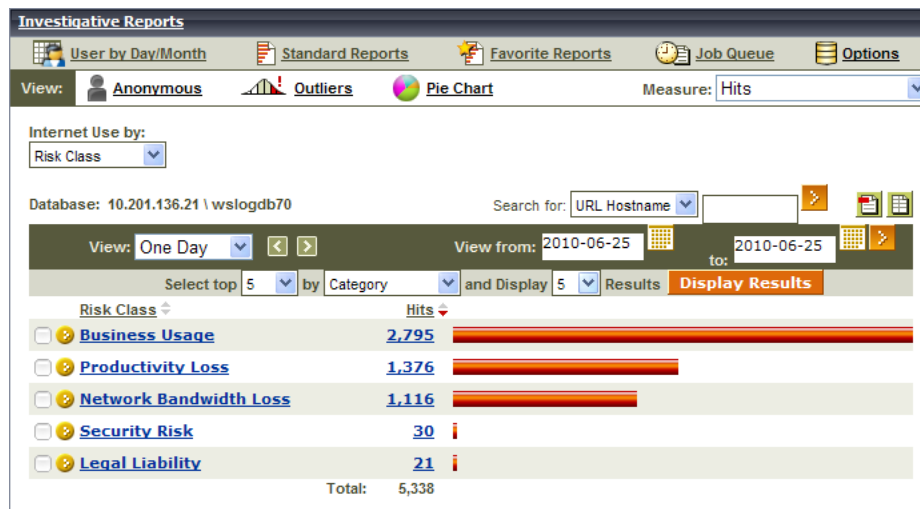 Investigative Reports
User by Day/Month Standard Reports Favorite Reports Job Queue Options
View: Anonymous Outliers Pie Chart Measure: Hits
Internet Use by:
Risk Class
Database: 10.201.136.21 \ wslogdb70 Search for: URL Hostname
View: One Day View from: 2010-06-25 to: 2010-06-25
Select top 5 by Category and Display 5 Results Display Results
Risk Class Hits
Business Usage 2,795
Productivity Loss 1,376
Network Bandwidth Loss 1,116
Security Risk 30
Legal Liability 21
Total: 5,338